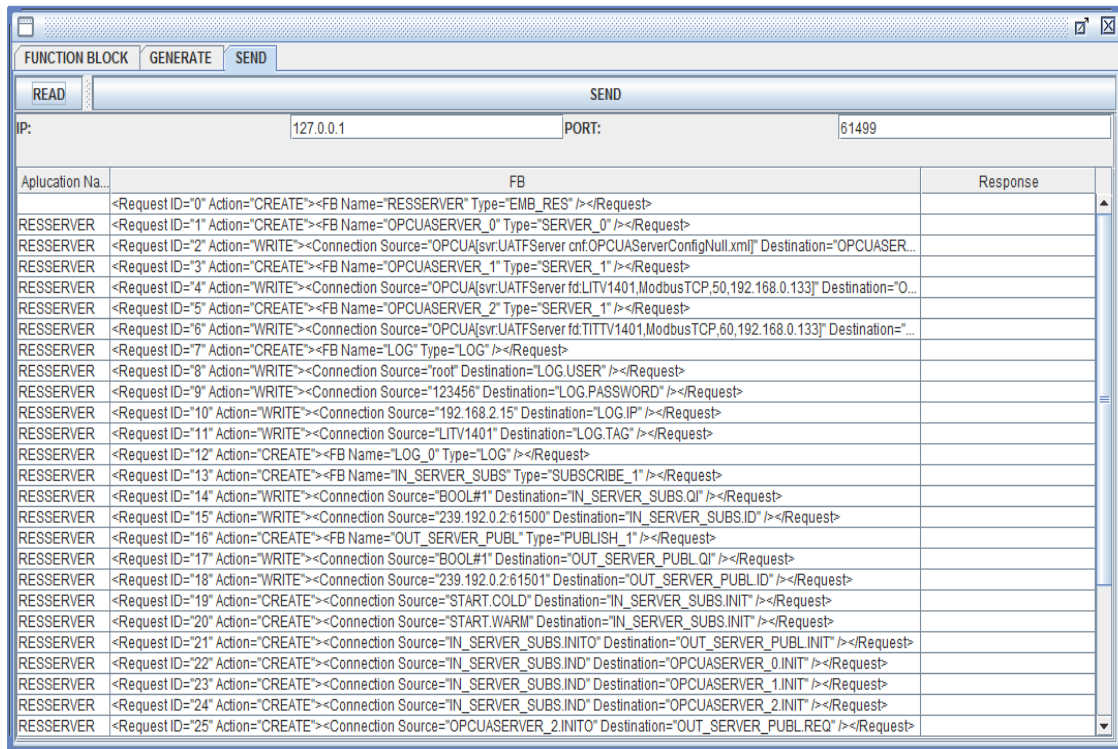 FUNCTION BLOCK GENERATE SEND
READ SEND
IP: 127.0.0.1 PORT: 61499
Aplucation Na... FB Response
<Request ID="0" Action="CREATE"><FB Name="RESSERVER" Type="EMB_RES" /></Request>
RESSERVER <Request ID="1" Action="CREATE"><FB Name="OPCUASERVER_0" Type="SERVER_0" /></Request>
RESSERVER <Request ID="2" Action="WRITE"><Connection Source="OPCUA[svr:UATFServer cnf:OPCUAServerConfigNull.xml]" Destination="OPCUASER...
RESSERVER <Request ID="3" Action="CREATE"><FB Name="OPCUASERVER_1" Type="SERVER_1" /></Request>
RESSERVER <Request ID="4" Action="WRITE"><Connection Source="OPCUA[svr:UATFServer fd:LITV1401,ModbusTCP,50,192.168.0.133]" Destination="O...
RESSERVER <Request ID="5" Action="CREATE"><FB Name="OPCUASERVER_2" Type="SERVER_1" /></Request>
RESSERVER <Request ID="6" Action="WRITE"><Connection Source="OPCUA[svr:UATFServer fd:TITTV1401,ModbusTCP,60,192.168.0.133]" Destination="...
RESSERVER <Request ID="7" Action="CREATE"><FB Name="LOG" Type="LOG" /></Request>
RESSERVER <Request ID="8" Action="WRITE"><Connection Source="root" Destination="LOG.USER" /></Request>
RESSERVER <Request ID="9" Action="WRITE"><Connection Source="123456" Destination="LOG.PASSWORD" /></Request>
RESSERVER <Request ID="10" Action="WRITE"><Connection Source="192.168.2.15" Destination="LOG.IP" /></Request>
RESSERVER <Request ID="11" Action="WRITE"><Connection Source="LITV1401" Destination="LOG.TAG" /></Request>
RESSERVER <Request ID="12" Action="CREATE"><FB Name="LOG_0" Type="LOG" /></Request>
RESSERVER <Request ID="13" Action="CREATE"><FB Name="IN_SERVER_SUBS" Type="SUBSCRIBE_1" /></Request>
RESSERVER <Request ID="14" Action="WRITE"><Connection Source="BOOL#1" Destination="IN_SERVER_SUBS.QI" /></Request>
RESSERVER <Request ID="15" Action="WRITE"><Connection Source="239.192.0.2:61500" Destination="IN_SERVER_SUBS.ID" /></Request>
RESSERVER <Request ID="16" Action="CREATE"><FB Name="OUT_SERVER_PUBL" Type="PUBLISH_1" /></Request>
RESSERVER <Request ID="17" Action="WRITE"><Connection Source="BOOL#1" Destination="OUT_SERVER_PUBL.QI" /></Request>
RESSERVER <Request ID="18" Action="WRITE"><Connection Source="239.192.0.2:61501" Destination="OUT_SERVER_PUBL.ID" /></Request>
RESSERVER <Request ID="19" Action="CREATE"><Connection Source="START.COLD" Destination="IN_SERVER_SUBS.INIT" /></Request>
RESSERVER <Request ID="20" Action="CREATE"><Connection Source="START.WARM" Destination="IN_SERVER_SUBS.INIT" /></Request>
RESSERVER <Request ID="21" Action="CREATE"><Connection Source="IN_SERVER_SUBS.INITO" Destination="OUT_SERVER_PUBL.INIT" /></Request>
RESSERVER <Request ID="22" Action="CREATE"><Connection Source="IN_SERVER_SUBS.IND" Destination="OPCUASERVER_0.INIT" /></Request>
RESSERVER <Request ID="23" Action="CREATE"><Connection Source="IN_SERVER_SUBS.IND" Destination="OPCUASERVER_1.INIT" /></Request>
RESSERVER <Request ID="24" Action="CREATE"><Connection Source="IN_SERVER_SUBS.IND" Destination="OPCUASERVER_2.INIT" /></Request>
RESSERVER <Request ID="25" Action="CREATE"><Connection Source="OPCUASERVER_2.INITO" Destination="OUT_SERVER_PUBL.REQ" /></Request>